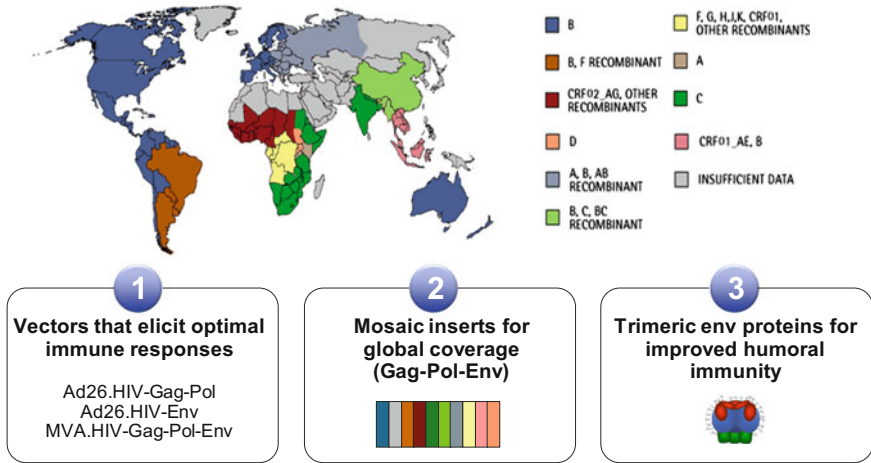 B
B, F RECOMBINANT
CRF02_AG, OTHER
RECOMBINANTS
D
A, B, AB
RECOMBINANT
B, C, BC
RECOMBINANT
F, G, H,J,K, CRF01,
OTHER RECOMBINANTS
A
C
CRF01_AE, B
INSUFFICIENT DATA
1
Vectors that elicit optimal
immune responses
Ad26.HIV-Gag-Pol
Ad26.HIV-Env
MVA.HIV-Gag-Pol-Env
2
Mosaic inserts for
global coverage
(Gag-Pol-Env)
3
Trimeric env proteins for
improved humoral
immunity